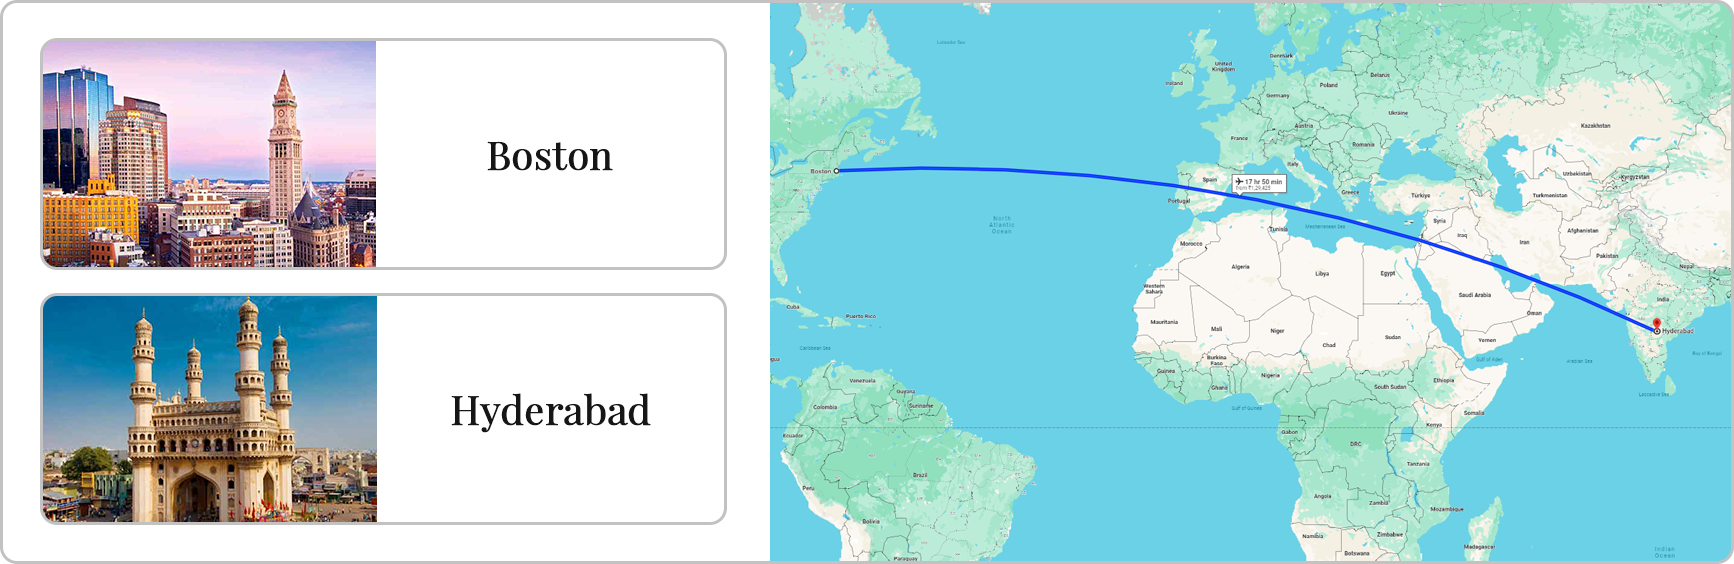 Boston
Hyderabad
Labrador Sea
United
Kingdom
Ireland
Denmark
Belarus
Poland
Germany
Ukraine
Kazakhstan
Austria
France
Romania
Italy
Boston
Spain
17 hr 50 min
from ₹1,29,425
Portugal
Greece
Türkiye
Uzbekistan
Kyrgyzstan
Turkmenistan
North
Atlantic
Ocean
Tunisia
Mediterranean Sea
Syria
Iraq
Iran
Afghanistan
Pakistan
Morocco
Algeria
Libya
Egypt
Nepal
Western
Sahara
Saudi Arabia
India
Cuba
Puerto Rico
Mauritania
Mali
Niger
Chad
Sudan
Oman
Yemen
Hyderabad
Caribbean Sea
Burkina
Faso
Gulf of Aden
Arabian Sea
Bay of Bengal
Guinea
Ghana
Nigeria
South Sudan
Ethiopia
Venezuela
Guyana
Suriname
Colombia
Gulf of Guinea
Somalia
Laccadive Sea
Ecuador
Gabon
Kenya
DRC
Tanzania
Brazil
Peru
Angola
Zambia
Mozambique
Bolivia
Namibia
Zimbabwe
Botswana
Madagascar
Paraguay
Indian
Ocean